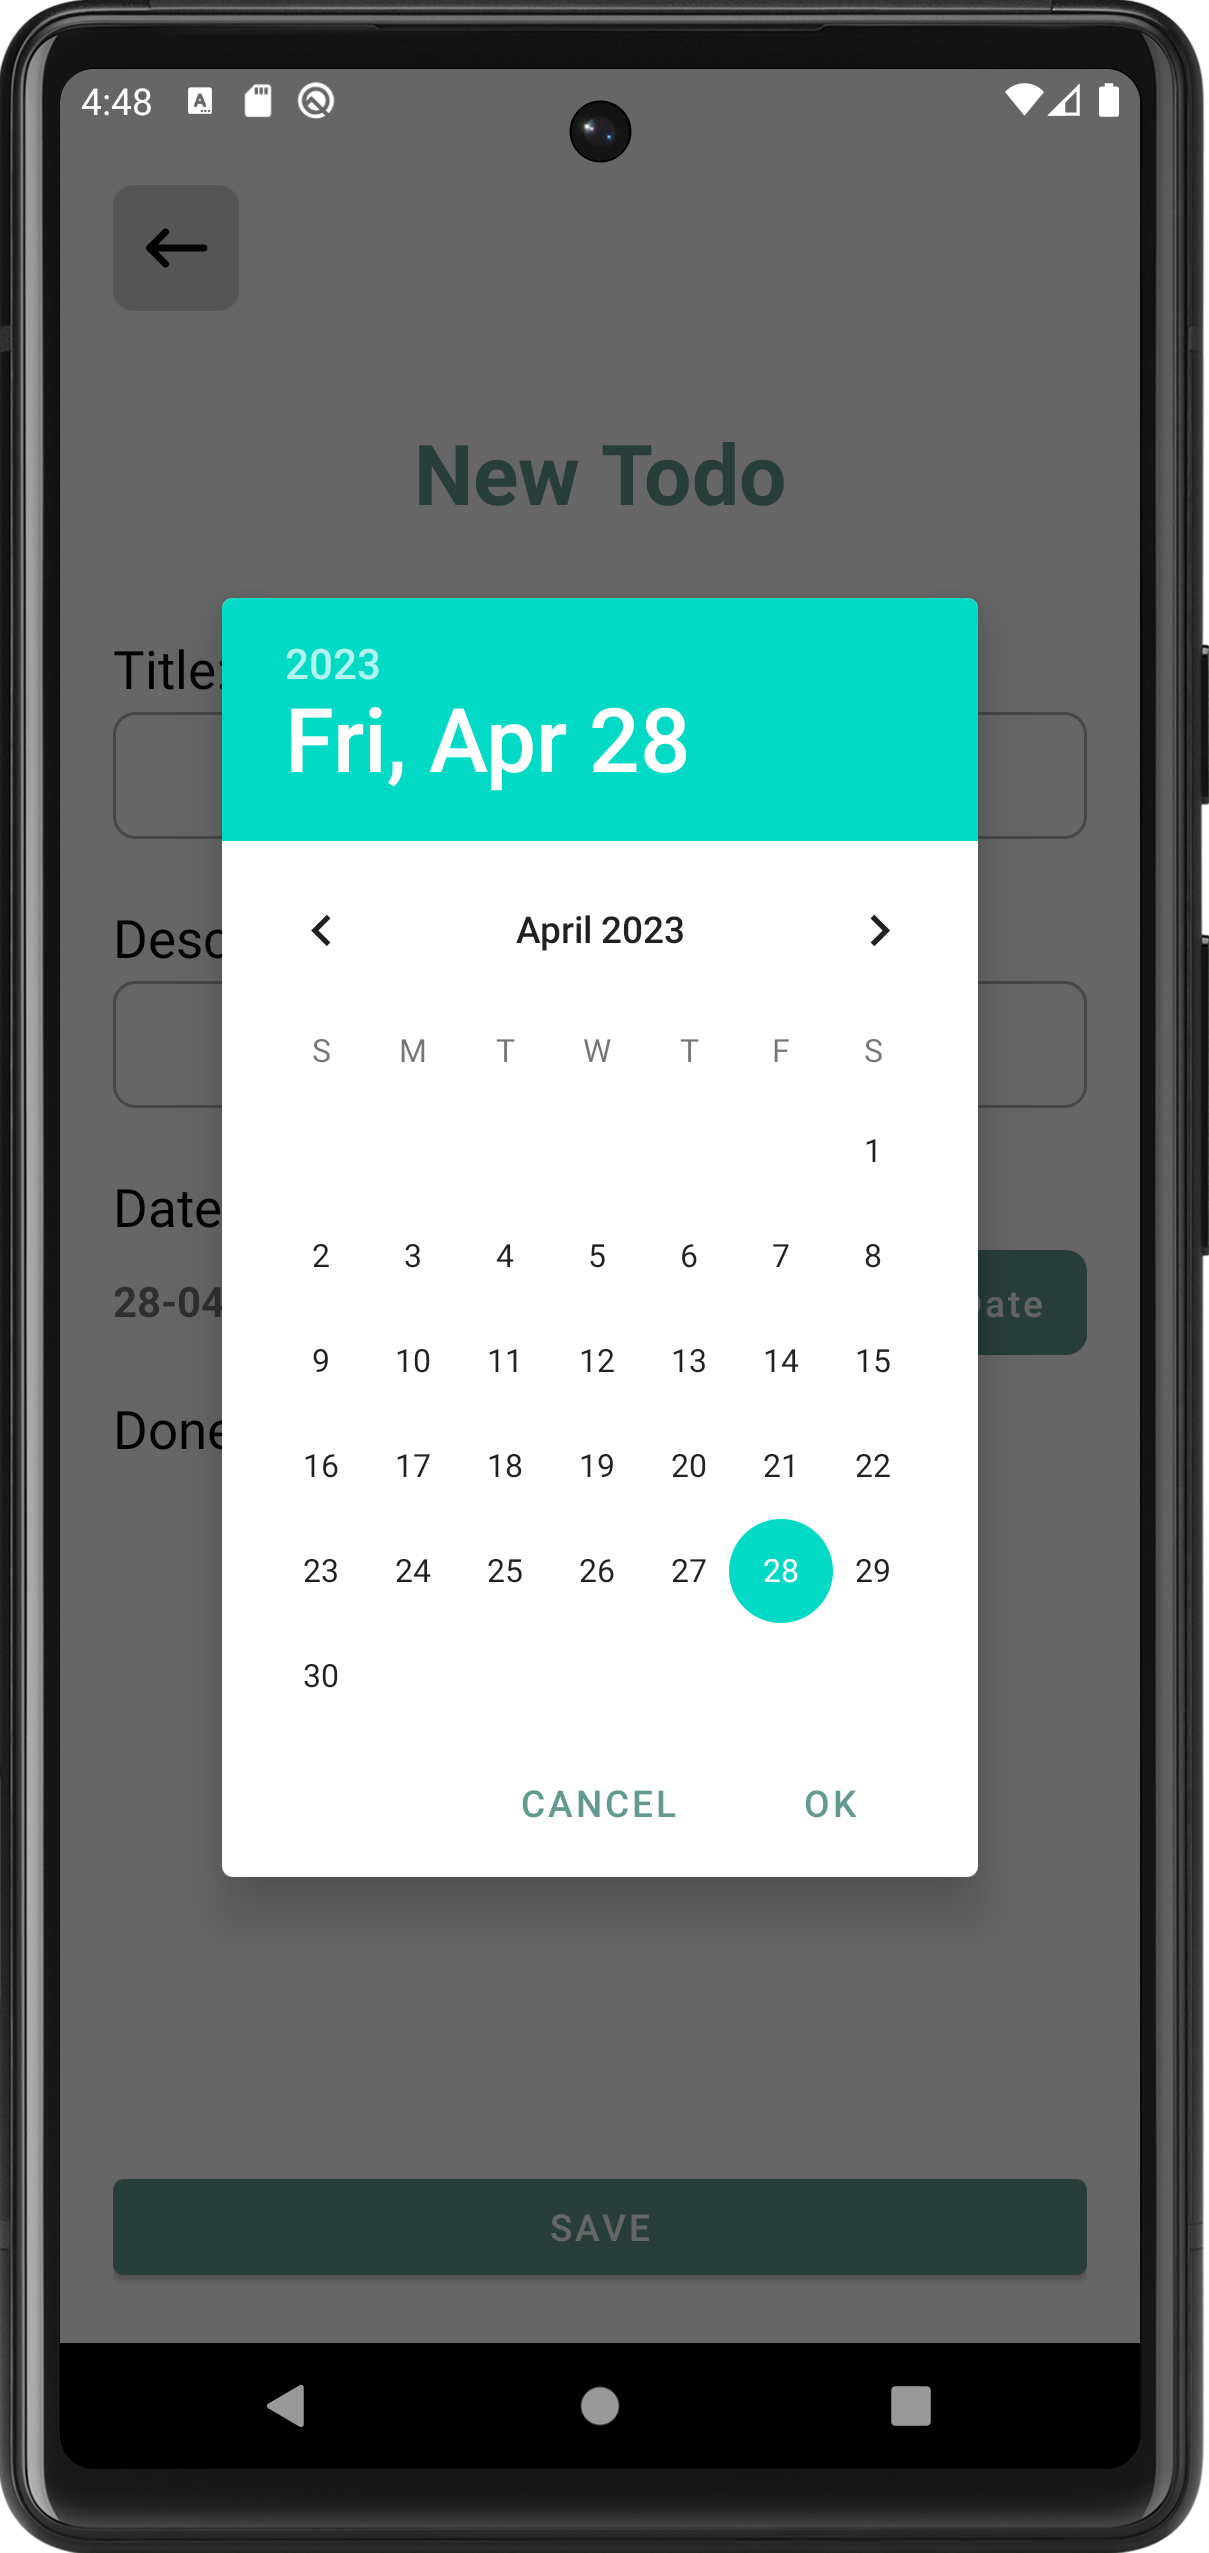 4:48
New Todo
Title:
2023
Fri, Apr 28
April 2023
S M T W T F S
1
2 3 4 5 6 7 8
9 10 11 12 13 14 15
16 17 18 19 20 21 22
23 24 25 26 27 28 29
30
Date
28-04
Done
CANCEL OK
SAVE